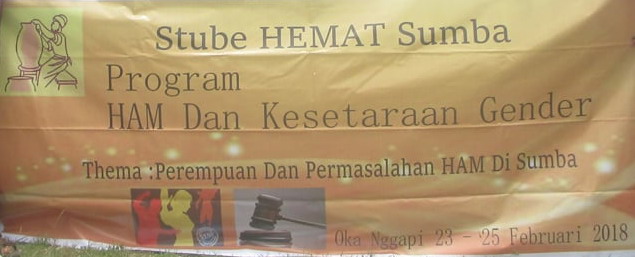 Stube HEMAT Sumba
Program
HAM Dan Kesetaraan Gender
Thema :Perempuan Dan Permasalahan HAM Di Sumba
Oka Nggapi 23 - 25 Februari 2018